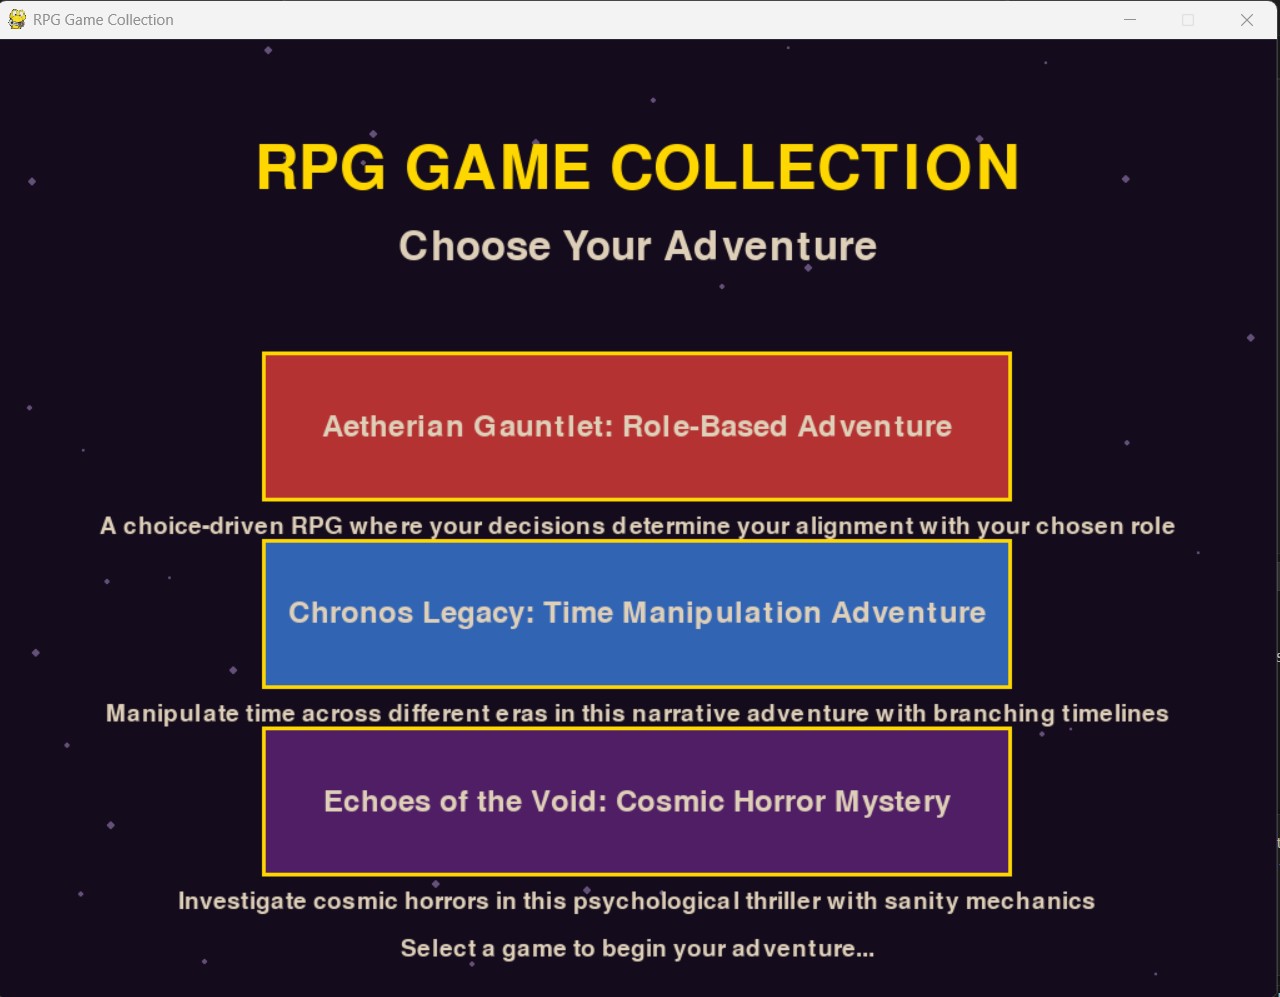 RPG Game Collection
RPG GAME COLLECTION
Choose Your Adventure
Aetherian Gauntlet: Role-Based Adventure
A choice-driven RPG where your decisions determine your alignment with your chosen role
Chronos Legacy: Time Manipulation Adventure
Manipulate time across different eras in this narrative adventure with branching timelines
Echoes of the Void: Cosmic Horror Mystery
Investigate cosmic horrors in this psychological thriller with sanity mechanics
Select a game to begin your adventure...